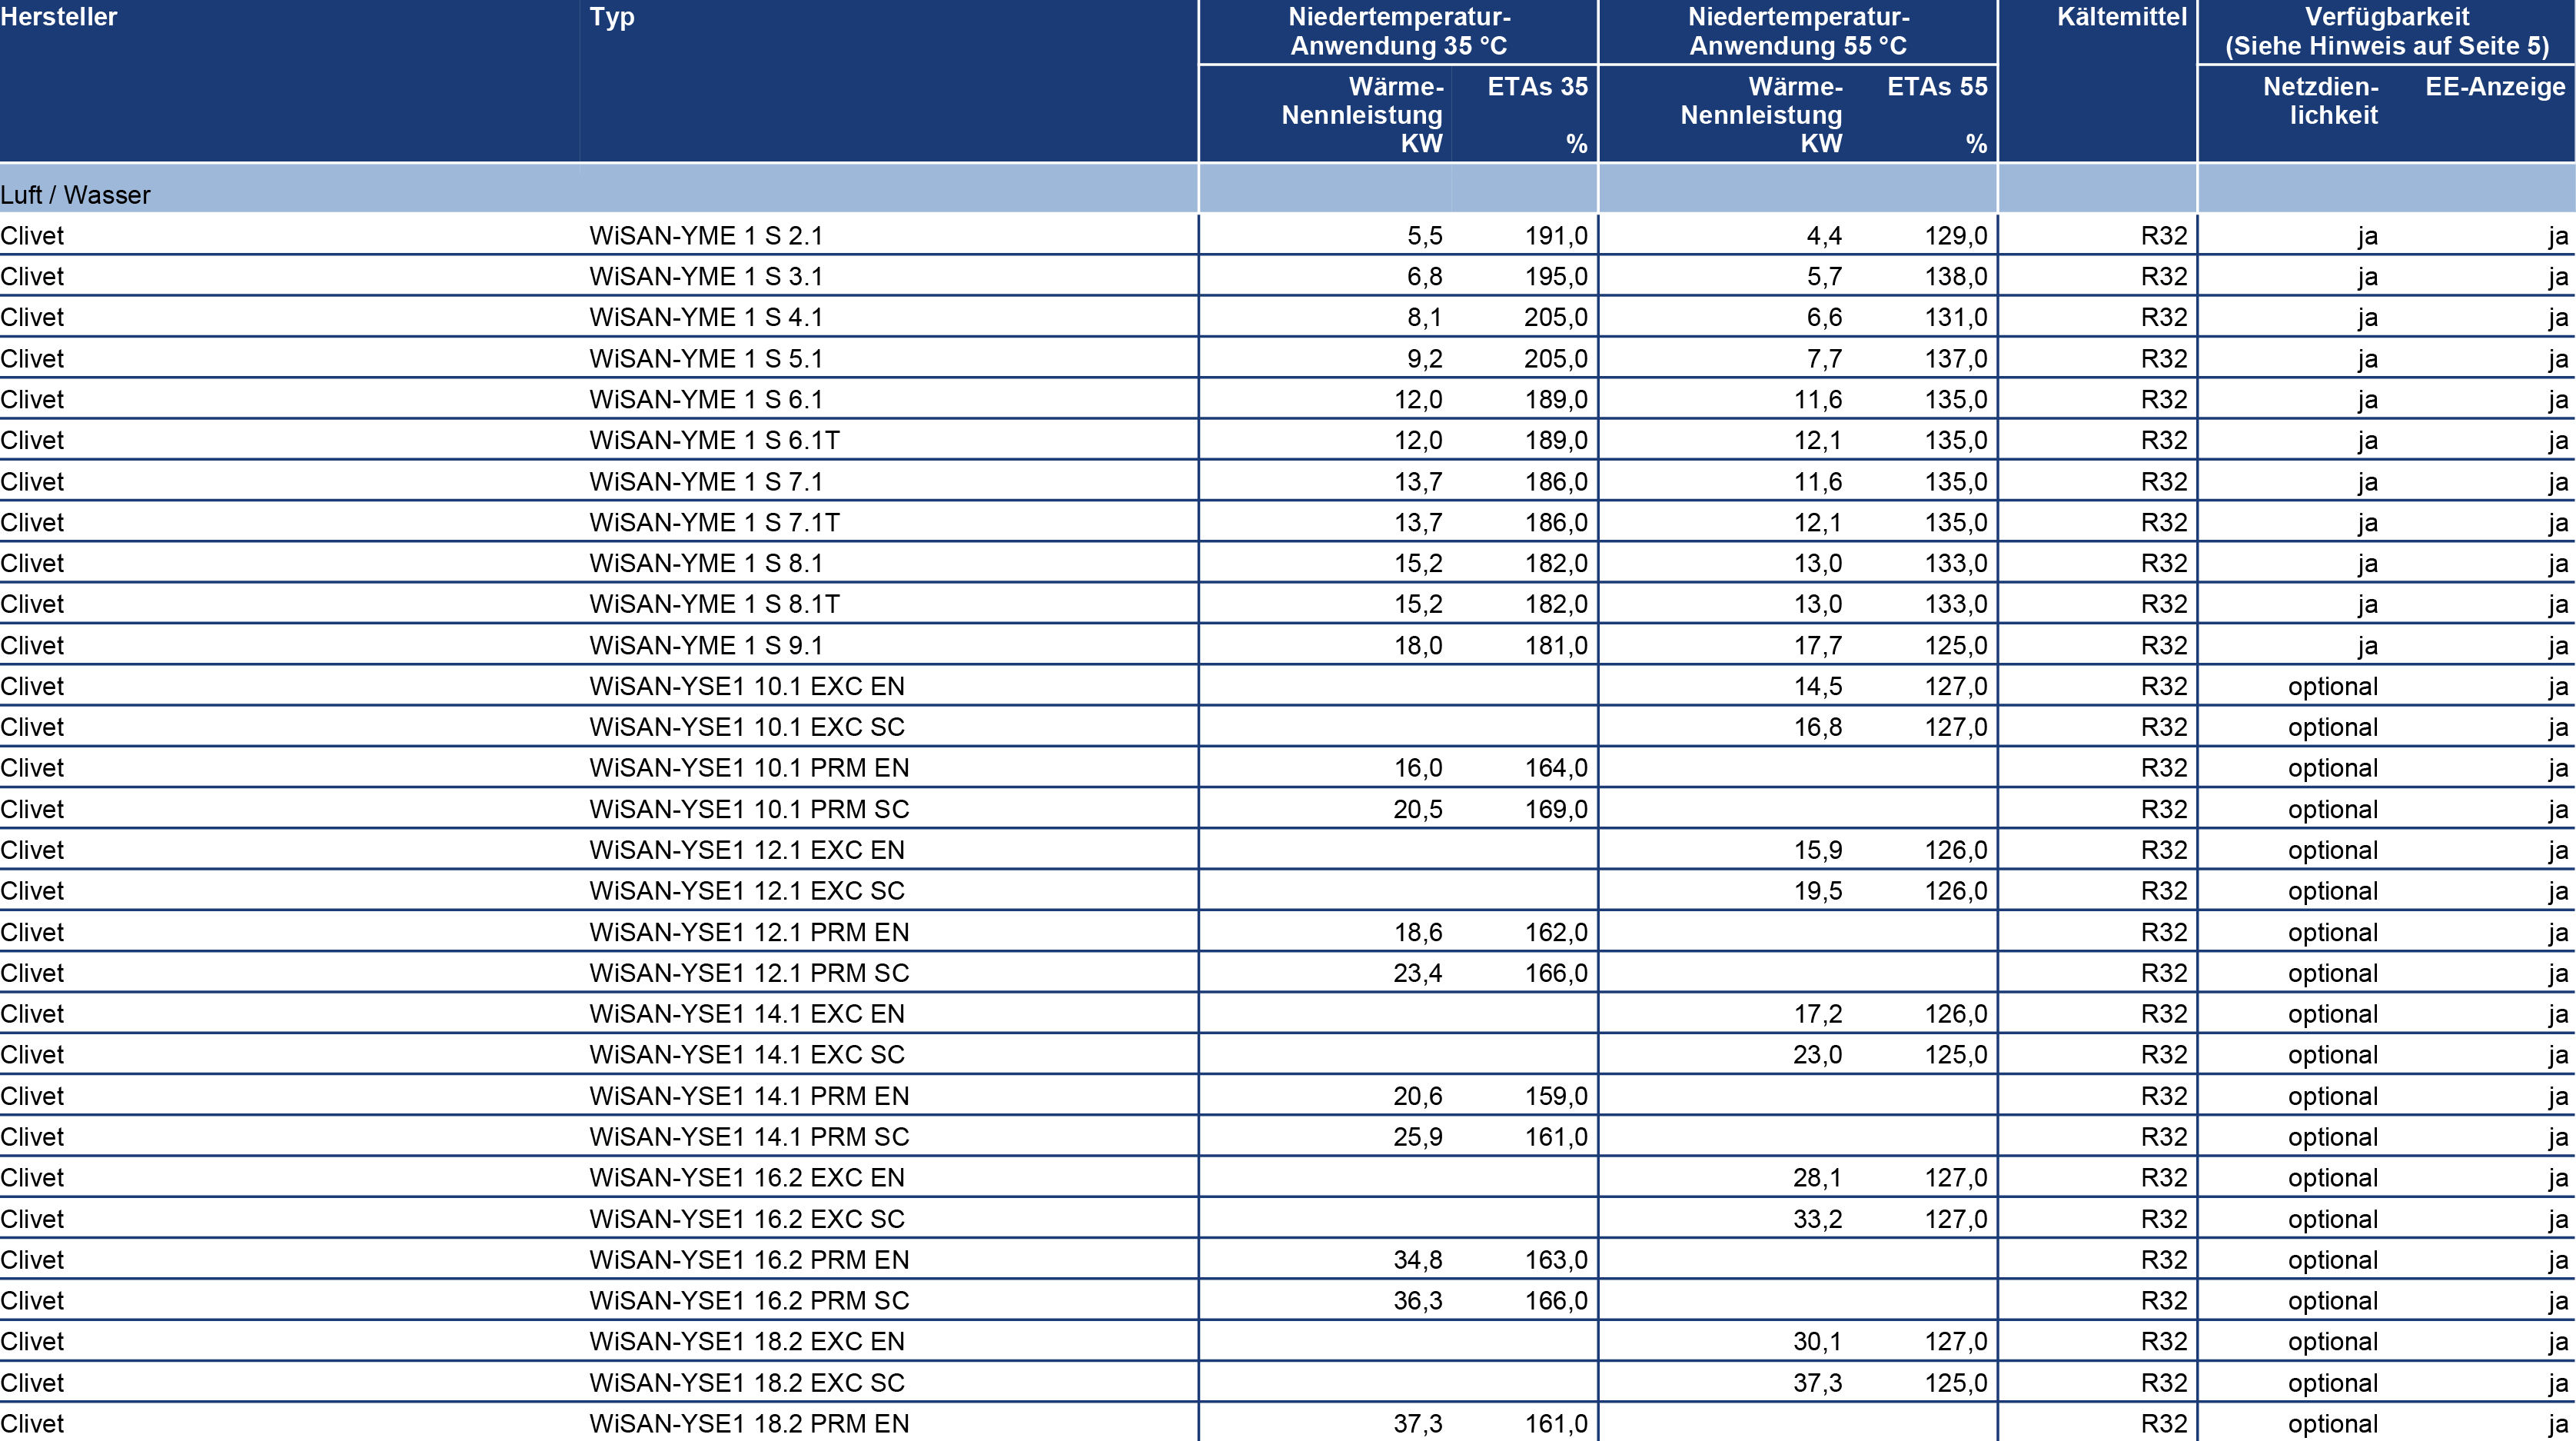 Hersteller Typ Niedertemperatur- Niedertemperatur- Kältemittel Verfügbarkeit
Anwendung 35 °C Anwendung 55 °C (Siehe Hinweis auf Seite 5)
Wärme- ETAs 35 Wärme- ETAs 55 Netzdien- EE-Anzeige
Nennleistung Nennleistung lichkeit
KW % KW %
Luft / Wasser
Clivet WiSAN-YME 1 S 2.1 5,5 191,0 4,4 129,0 R32 ja ja
Clivet WiSAN-YME 1 S 3.1 6,8 195,0 5,7 138,0 R32 ja ja
Clivet WiSAN-YME 1 S 4.1 8,1 205,0 6,6 131,0 R32 ja ja
Clivet WiSAN-YME 1 S 5.1 9,2 205,0 7,7 137,0 R32 ja ja
Clivet WiSAN-YME 1 S 6.1 12,0 189,0 11,6 135,0 R32 ja ja
Clivet WiSAN-YME 1 S 6.1T 12,0 189,0 12,1 135,0 R32 ja ja
Clivet WiSAN-YME 1 S 7.1 13,7 186,0 11,6 135,0 R32 ja ja
Clivet WiSAN-YME 1 S 7.1T 13,7 186,0 12,1 135,0 R32 ja ja
Clivet WiSAN-YME 1 S 8.1 15,2 182,0 13,0 133,0 R32 ja ja
Clivet WiSAN-YME 1 S 8.1T 15,2 182,0 13,0 133,0 R32 ja ja
Clivet WiSAN-YME 1 S 9.1 18,0 181,0 17,7 125,0 R32 ja ja
Clivet WiSAN-YSE1 10.1 EXC EN 14,5 127,0 R32 optional ja
Clivet WiSAN-YSE1 10.1 EXC SC 16,8 127,0 R32 optional ja
Clivet WiSAN-YSE1 10.1 PRM EN 16,0 164,0 R32 optional ja
Clivet WiSAN-YSE1 10.1 PRM SC 20,5 169,0 R32 optional ja
Clivet WiSAN-YSE1 12.1 EXC EN 15,9 126,0 R32 optional ja
Clivet WiSAN-YSE1 12.1 EXC SC 19,5 126,0 R32 optional ja
Clivet WiSAN-YSE1 12.1 PRM EN 18,6 162,0 R32 optional ja
Clivet WiSAN-YSE1 12.1 PRM SC 23,4 166,0 R32 optional ja
Clivet WiSAN-YSE1 14.1 EXC EN 17,2 126,0 R32 optional ja
Clivet WiSAN-YSE1 14.1 EXC SC 23,0 125,0 R32 optional ja
Clivet WiSAN-YSE1 14.1 PRM EN 20,6 159,0 R32 optional ja
Clivet WiSAN-YSE1 14.1 PRM SC 25,9 161,0 R32 optional ja
Clivet WiSAN-YSE1 16.2 EXC EN 28,1 127,0 R32 optional ja
Clivet WiSAN-YSE1 16.2 EXC SC 33,2 127,0 R32 optional ja
Clivet WiSAN-YSE1 16.2 PRM EN 34,8 163,0 R32 optional ja
Clivet WiSAN-YSE1 16.2 PRM SC 36,3 166,0 R32 optional ja
Clivet WiSAN-YSE1 18.2 EXC EN 30,1 127,0 R32 optional ja
Clivet WiSAN-YSE1 18.2 EXC SC 37,3 125,0 R32 optional ja
Clivet WiSAN-YSE1 18.2 PRM EN 37,3 161,0 R32 optional ja